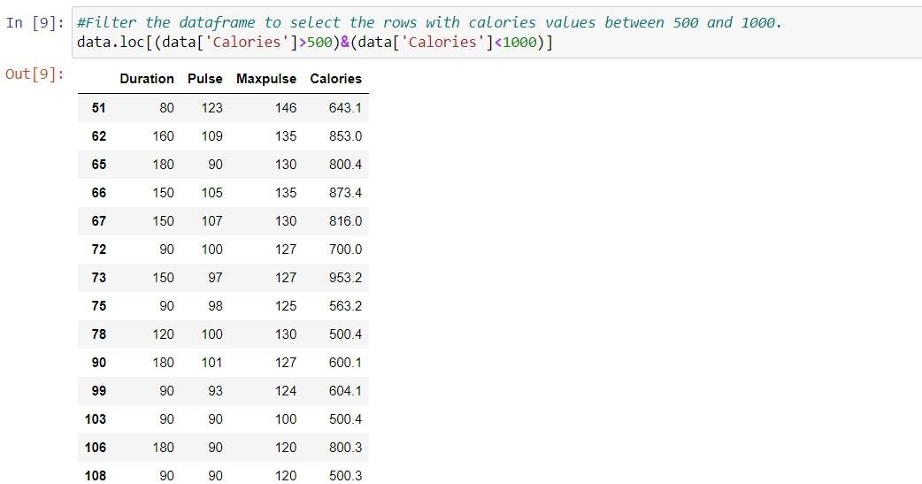 In [9]: #Filter the dataframe to select the rows with calories values between 500 and 1000.
data.loc[(data['Calories']>500)&(data['Calories']<1000)]
Out[9]:
Duration Pulse Maxpulse Calories
51 80 123 146 643.1
62 160 109 135 853.0
65 180 90 130 800.4
66 150 105 135 873.4
67 150 107 130 816.0
72 90 100 127 700.0
73 150 97 127 953.2
75 90 98 125 563.2
78 120 100 130 500.4
90 180 101 127 600.1
99 90 93 124 604.1
103 90 90 100 500.4
106 180 90 120 800.3
108 90 90 120 500.3